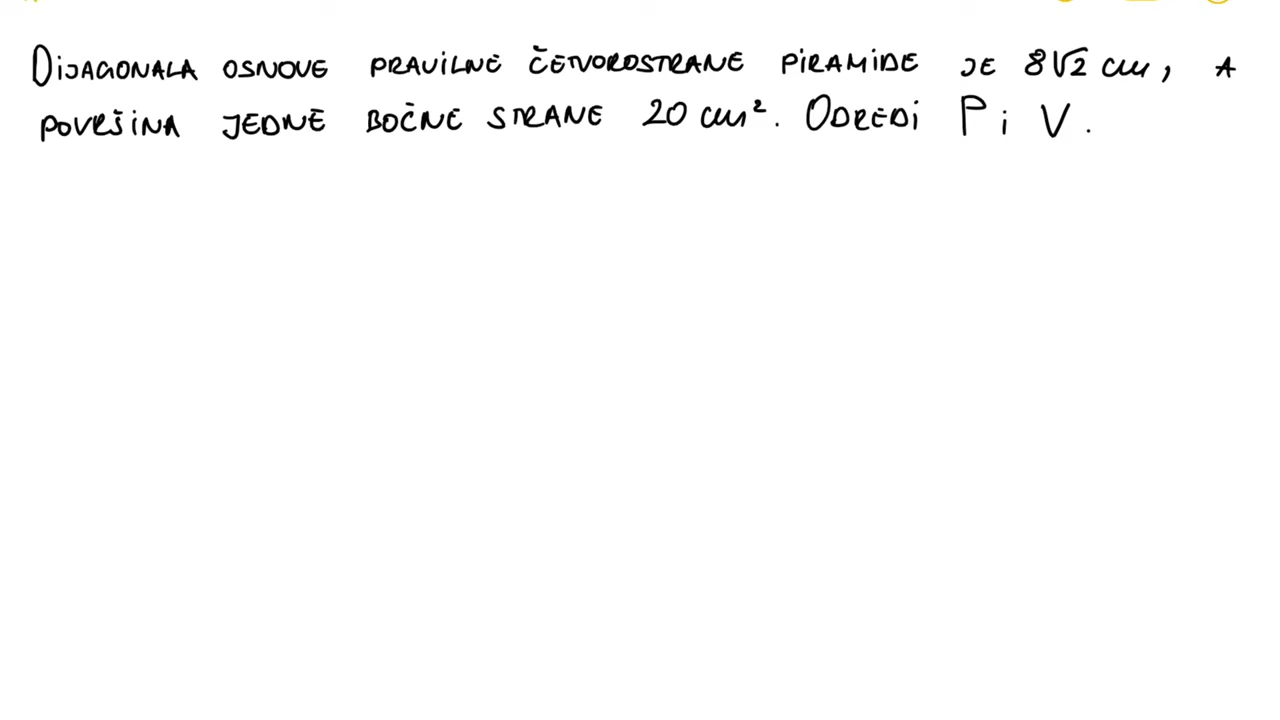 Dijagonala osnove pravilne četvorostrane piramide je 8√2 cm, a
površina jedne bočne strane 20 cm². Odredi P i V.